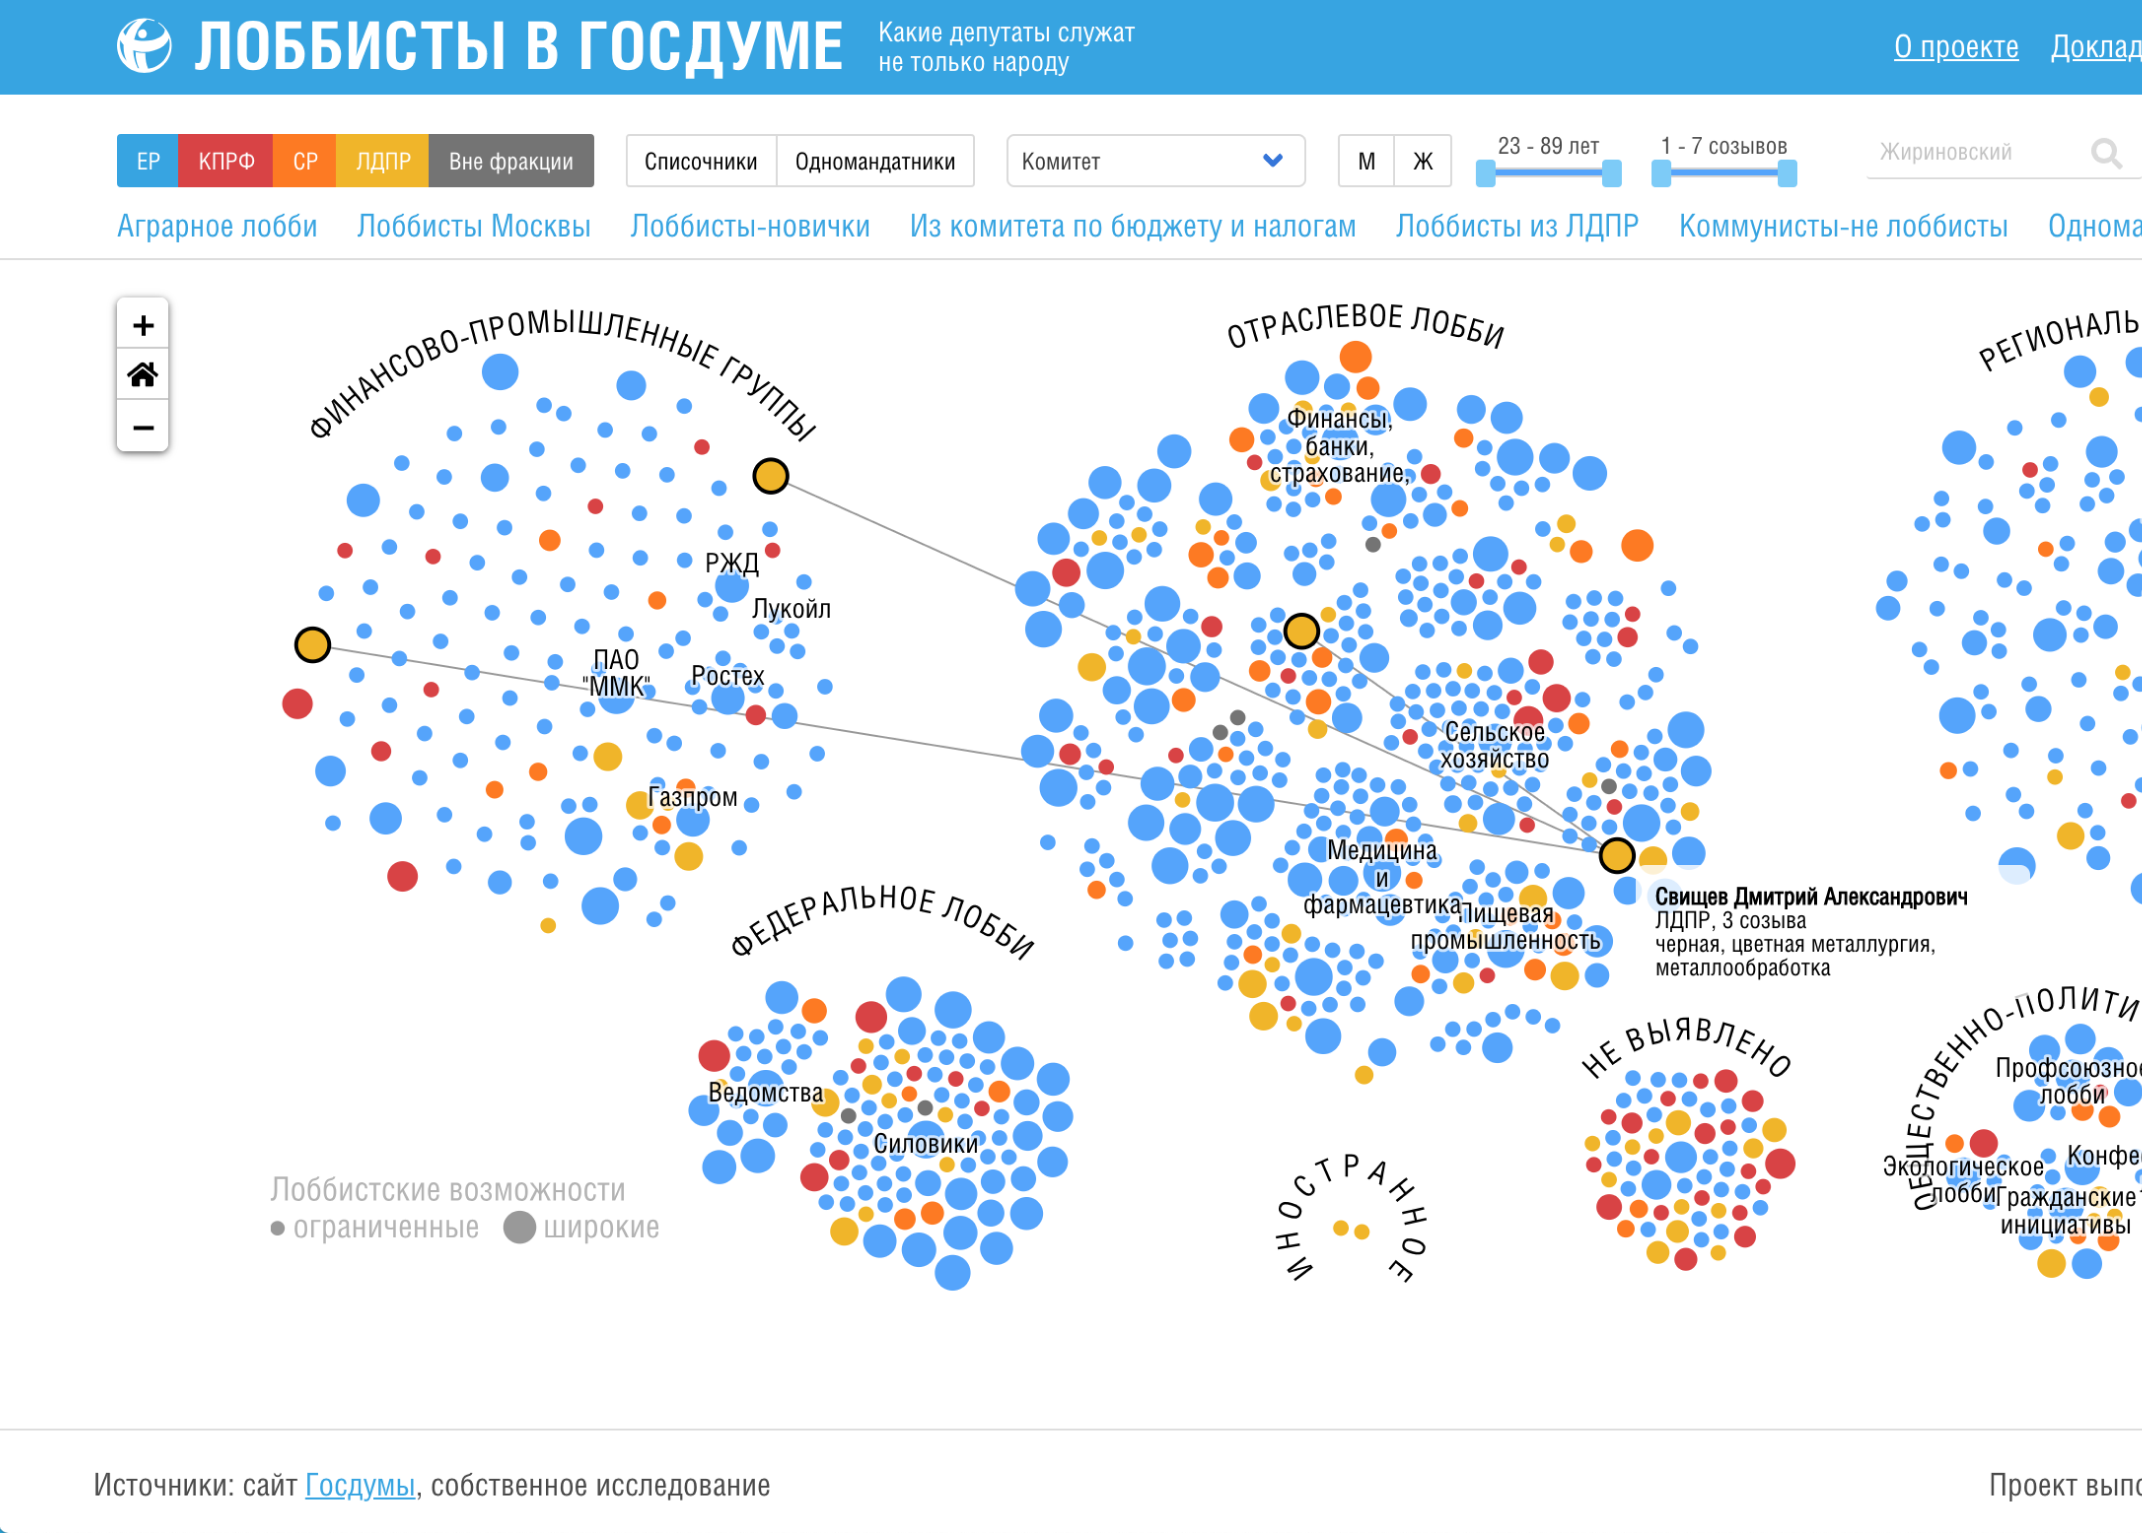 ЛОББИСТЫ В ГОСДУМЕ
Какие депутаты служат
не только народу
О проекте
Доклад
ЕР
КПРФ
СР
ЛДПР
Вне фракции
Списочники
Одномандатники
Комитет
М
Ж
23 - 89 лет
1 - 7 созывов
Жириновский
Аграрное лобби
Лоббисты Москвы
Лоббисты-новички
Из комитета по бюджету и налогам
Лоббисты из ЛДПР
Коммунисты-не лоббисты
Однома
+
−
ФИНАНСОВО-ПРОМЫШЛЕННЫЕ ГРУППЫ
РЖД
Лукойл
ПАО
"ММК"
Ростех
Газпром
ОТРАСЛЕВОЕ ЛОББИ
Финансы,
банки,
страхование,
Сельское
хозяйство
Медицина
и
фармацевтика
Пищевая
промышленность
Свищев Дмитрий Александрович
ЛДПР, 3 созыва
черная, цветная металлургия,
металлообработка
РЕГИОНАЛЬ
ФЕДЕРАЛЬНОЕ ЛОББИ
Ведомства
Силовики
НЕ ВЫЯВЛЕНО
ИНОСТРАННОЕ
ОБЩЕСТВЕННО-ПОЛИТИ
Профсоюзное
лобби
Конфе
Экологическое
лобби
Гражданские
инициативы
Лоббистские возможности
ограниченные
широкие
Источники: сайт Госдумы, собственное исследование
Проект выпо